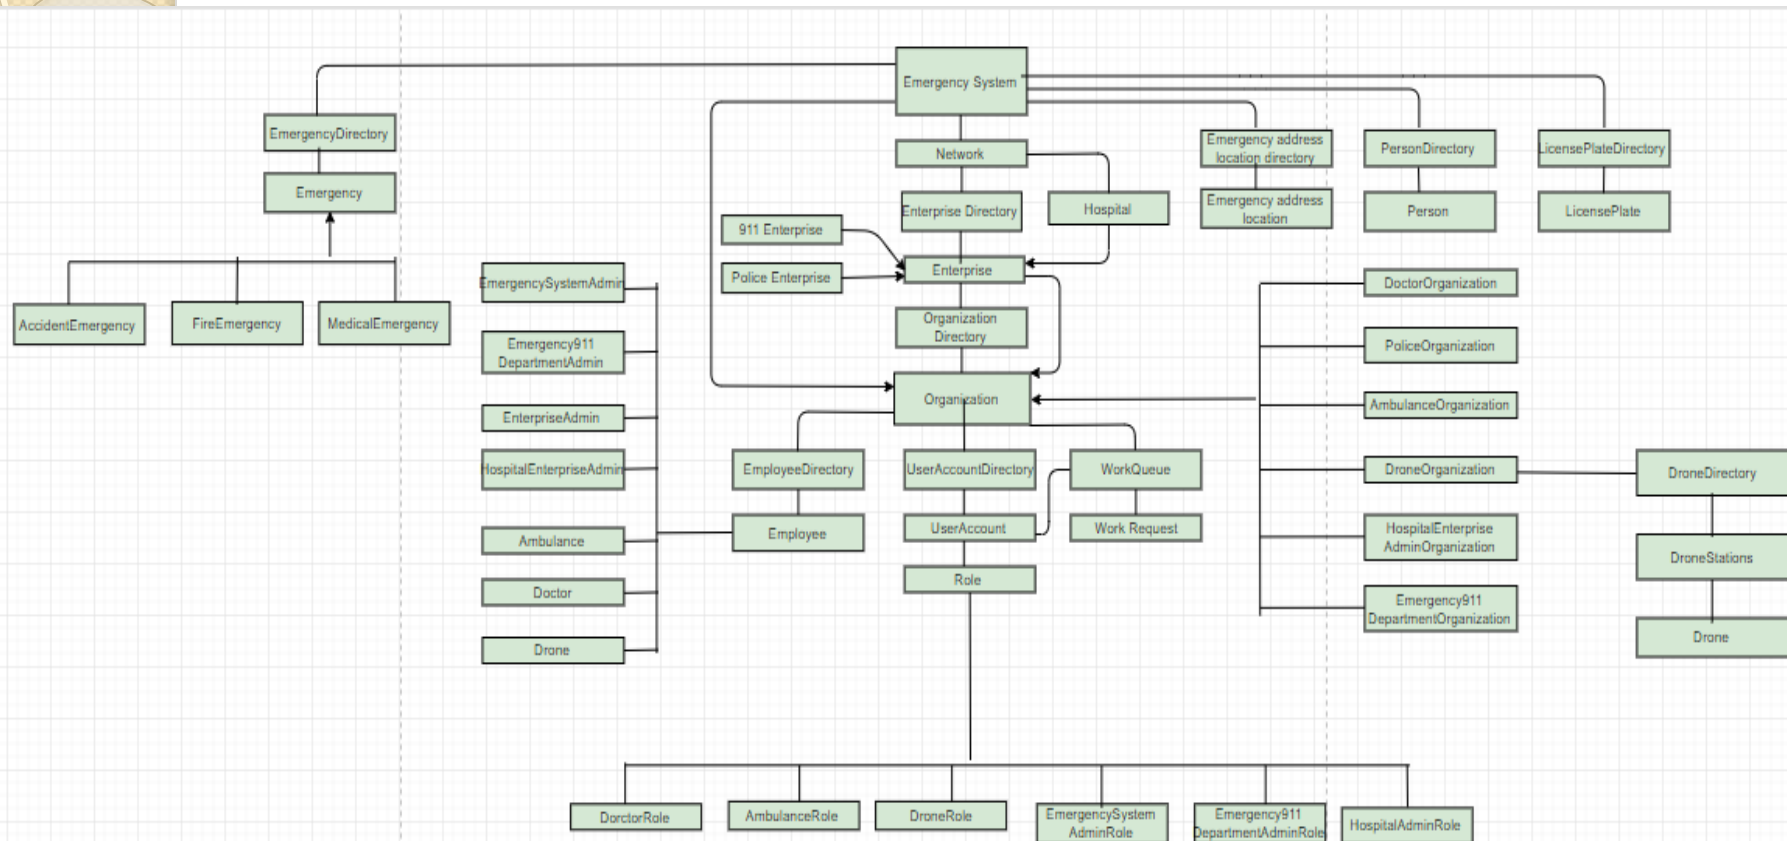 Emergency System
EmergencyDirectory
Emergency
AccidentEmergency
FireEmergency
MedicalEmergency
Network
Enterprise Directory
Hospital
911 Enterprise
Police Enterprise
Enterprise
Organization
Directory
Organization
Emergency address
location directory
Emergency address
location
PersonDirectory
Person
LicensePlateDirectory
LicensePlate
EmergencySystemAdmin
Emergency911
DepartmentAdmin
EnterpriseAdmin
HospitalEnterpriseAdmin
Ambulance
Doctor
Drone
EmployeeDirectory
Employee
UserAccountDirectory
UserAccount
Role
WorkQueue
Work Request
DoctorOrganization
PoliceOrganization
AmbulanceOrganization
DroneOrganization
HospitalEnterprise
AdminOrganization
Emergency911
DepartmentOrganization
DroneDirectory
DroneStations
Drone
DorctorRole
AmbulanceRole
DroneRole
EmergencySystem
AdminRole
Emergency911
DepartmentAdminRole
HospitalAdminRole